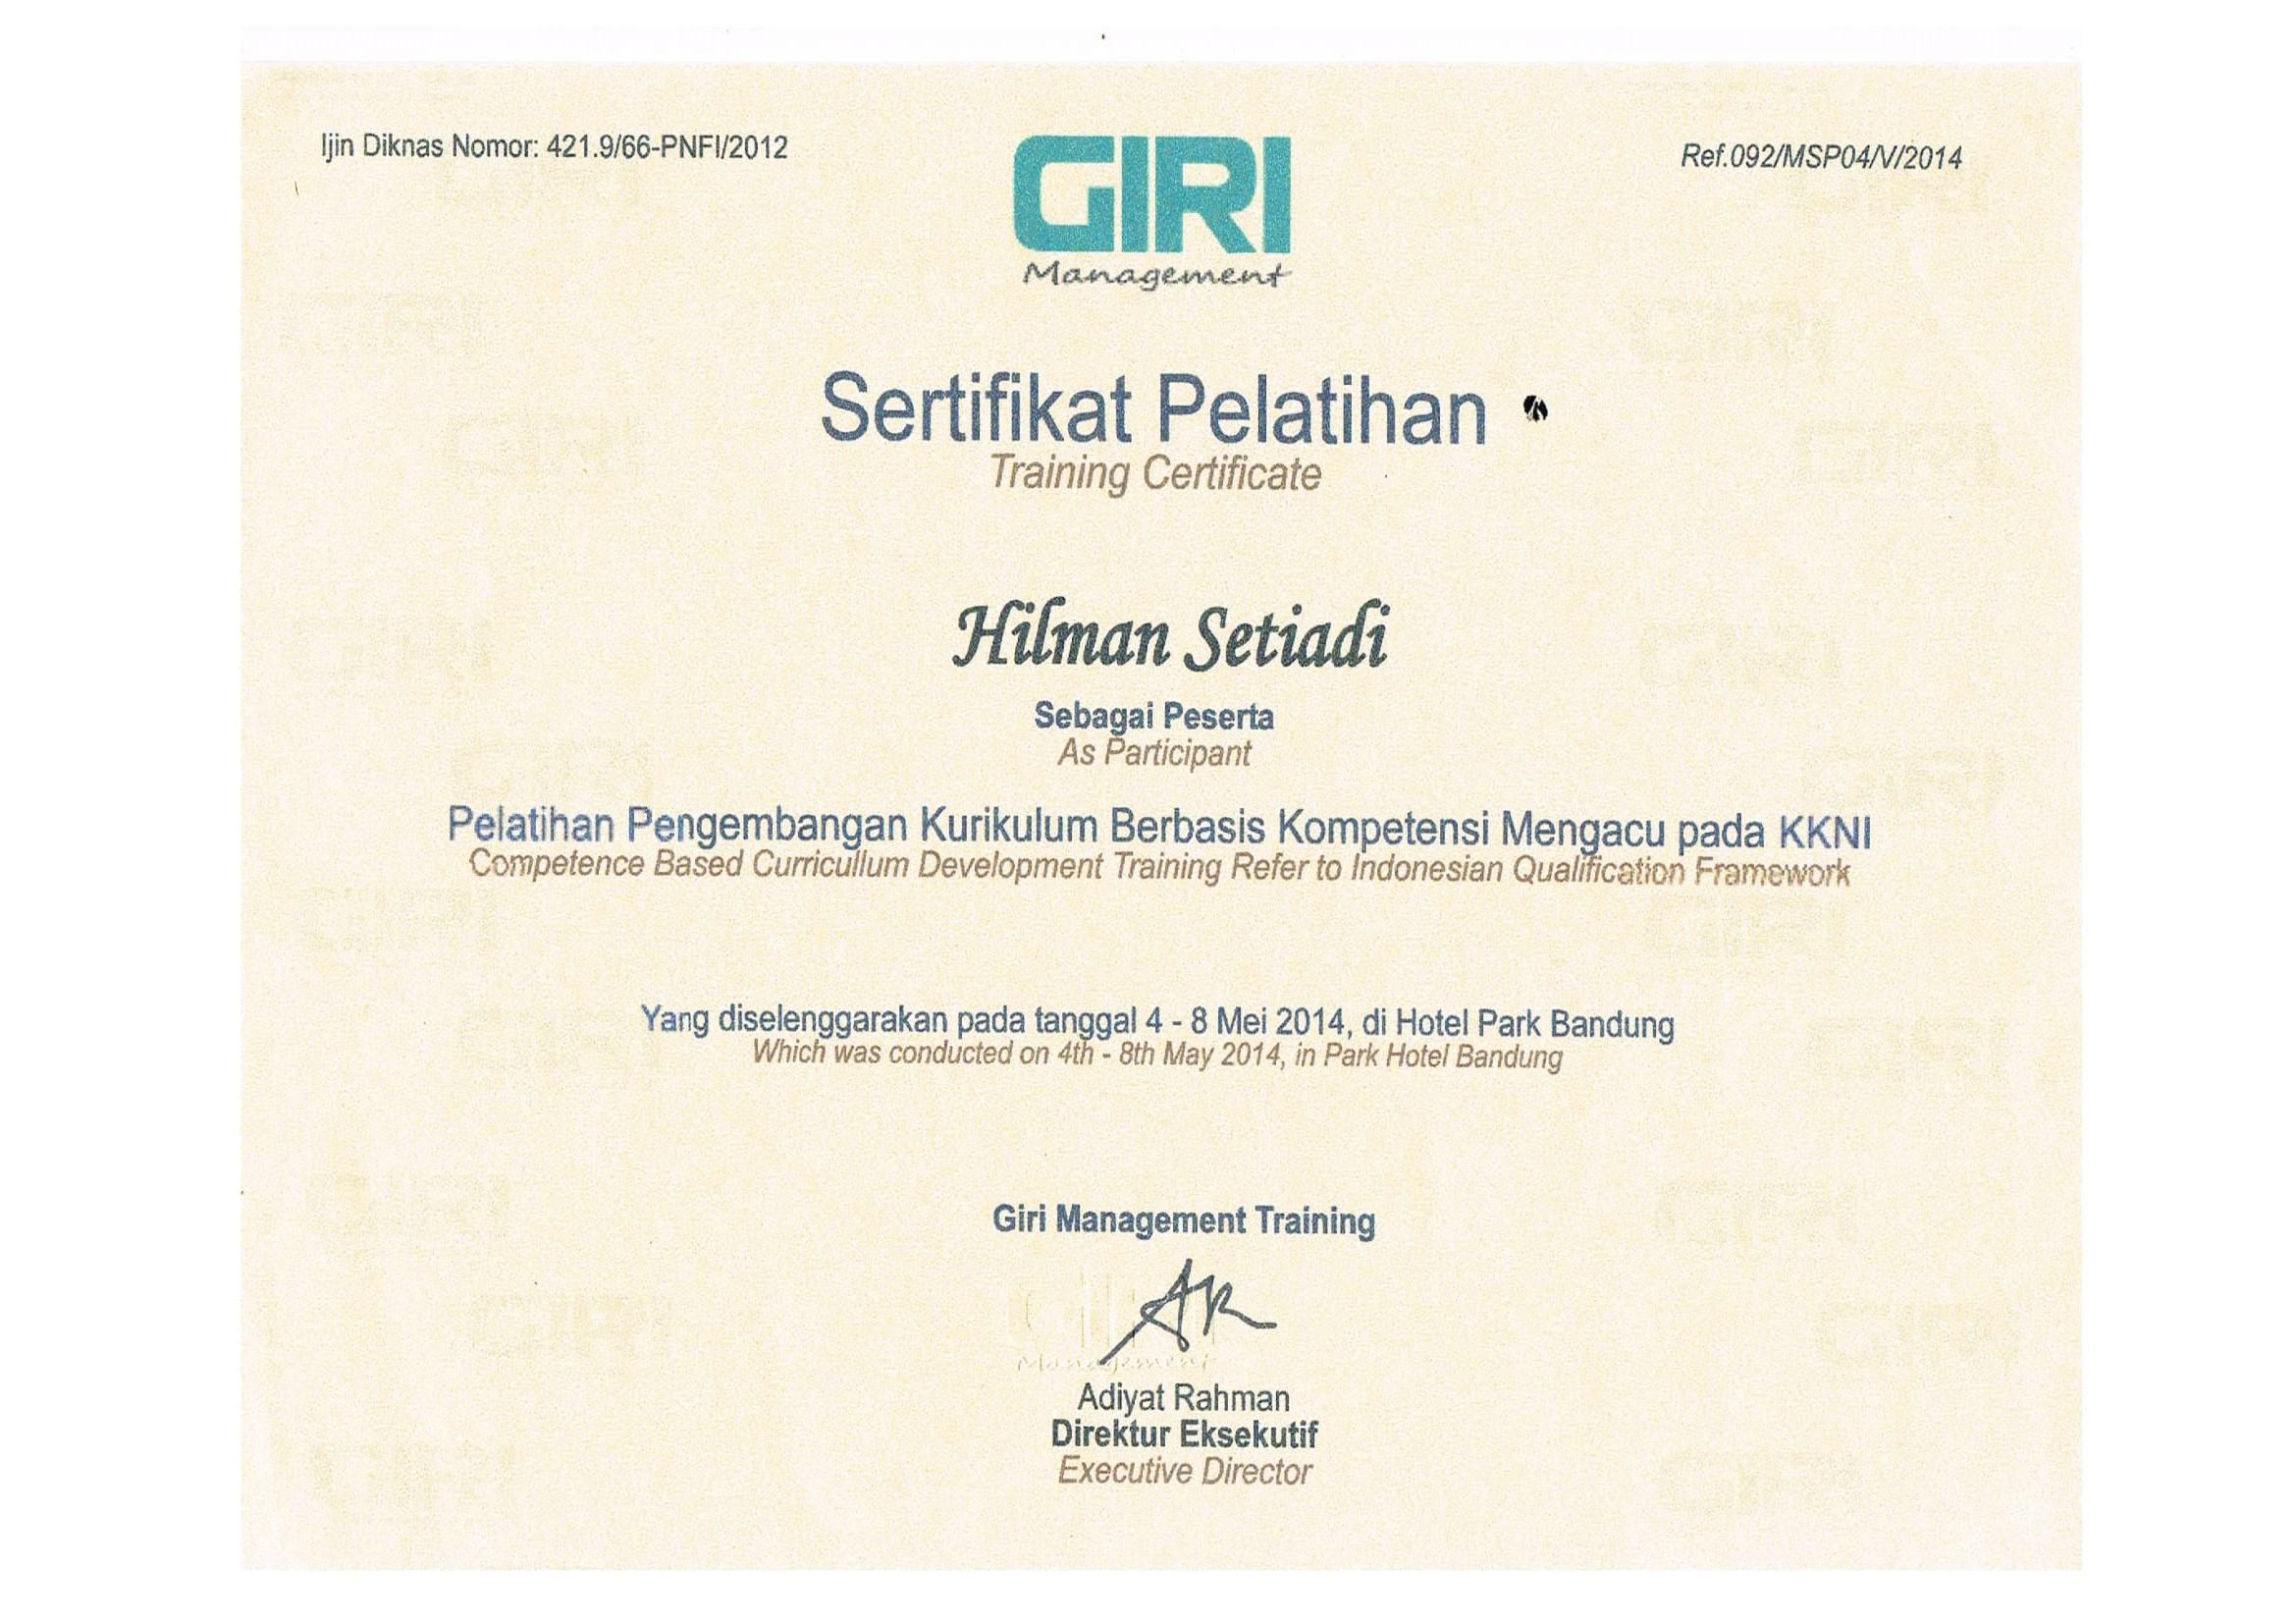 Ijin Diknas Nomor: 421.9/66-PNFI/2012
Ref.092/MSP04/V/2014
GIRI
Management
Sertifikat Pelatihan
Training Certificate
Hilman Setiadi
Sebagai Peserta
As Participant
Pelatihan Pengembangan Kurikulum Berbasis Kompetensi Mengacu pada KKNI
Competence Based Curricullum Development Training Refer to Indonesian Qualification Framework
Yang diselenggarakan pada tanggal 4 - 8 Mei 2014, di Hotel Park Bandung
Which was conducted on 4th - 8th May 2014, in Park Hotel Bandung
Giri Management Training
AR
GIRI
Management
Adiyat Rahman
Direktur Eksekutif
Executive Director